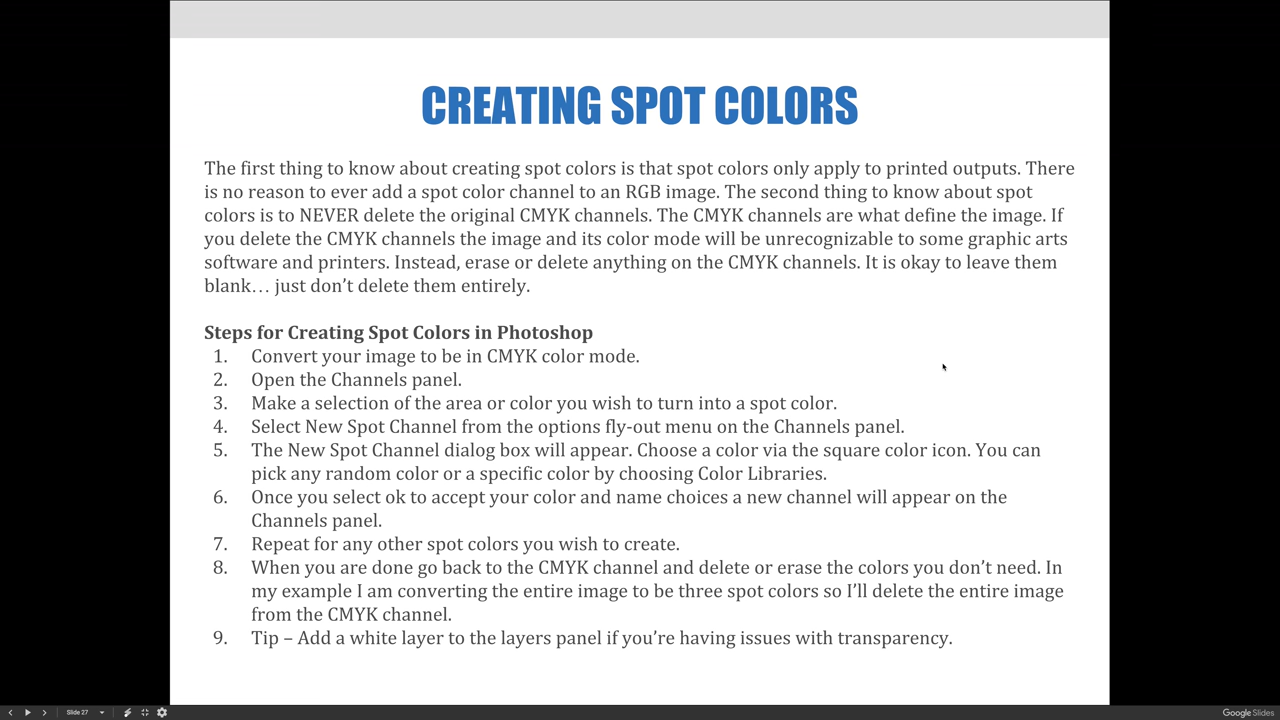 CREATING SPOT COLORS
The first thing to know about creating spot colors is that spot colors only apply to printed outputs. There
is no reason to ever add a spot color channel to an RGB image. The second thing to know about spot
colors is to NEVER delete the original CMYK channels. The CMYK channels are what define the image. If
you delete the CMYK channels the image and its color mode will be unrecognizable to some graphic arts
software and printers. Instead, erase or delete anything on the CMYK channels. It is okay to leave them
blank… just don’t delete them entirely.
Steps for Creating Spot Colors in Photoshop
1. Convert your image to be in CMYK color mode.
2. Open the Channels panel.
3. Make a selection of the area or color you wish to turn into a spot color.
4. Select New Spot Channel from the options fly-out menu on the Channels panel.
5. The New Spot Channel dialog box will appear. Choose a color via the square color icon. You can
pick any random color or a specific color by choosing Color Libraries.
6. Once you select ok to accept your color and name choices a new channel will appear on the
Channels panel.
7. Repeat for any other spot colors you wish to create.
8. When you are done go back to the CMYK channel and delete or erase the colors you don’t need. In
my example I am converting the entire image to be three spot colors so I’ll delete the entire image
from the CMYK channel.
9. Tip – Add a white layer to the layers panel if you’re having issues with transparency.
Slide 27
Google Slides